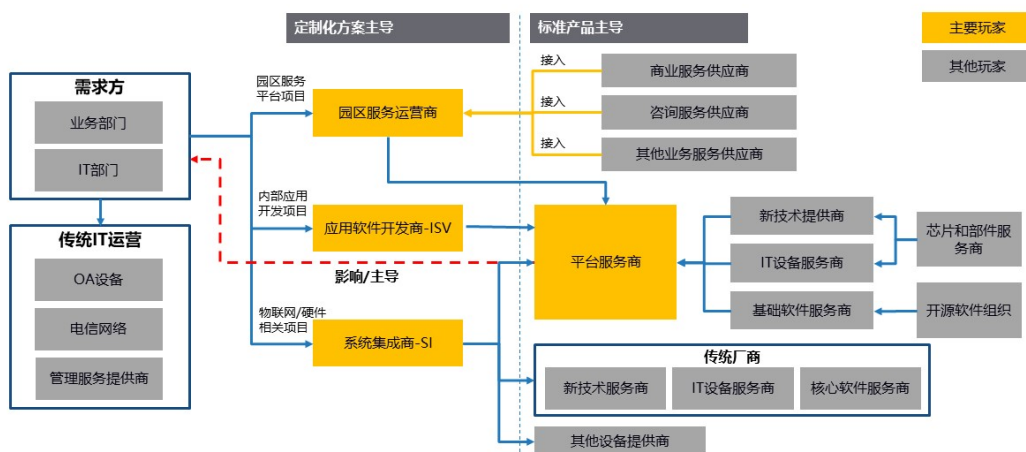 定制化方案主导
标准产品主导
主要玩家
其他玩家
需求方
业务部门
IT部门
传统IT运营
OA设备
电信网络
管理服务提供商
园区服务
平台项目
园区服务运营商
内部应用
开发项目
应用软件开发商-ISV
影响/主导
物联网/硬件
相关项目
系统集成商-SI
接入
商业服务供应商
接入
咨询服务供应商
接入
其他业务服务供应商
平台服务商
新技术提供商
IT设备服务商
基础软件服务商
芯片和部件服
务商
开源软件组织
传统厂商
新技术服务商
IT设备服务商
核心软件服务商
其他设备提供商